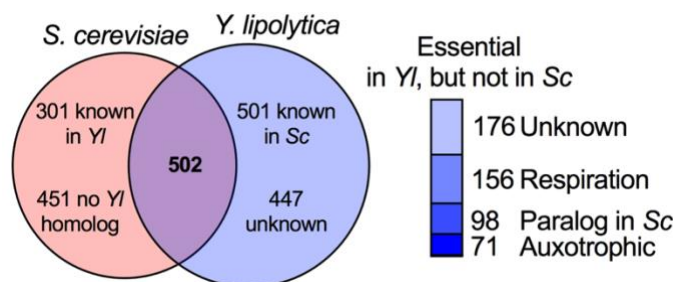 S. cerevisiae
Y. lipolytica
301 known
in Yl
451 no Yl
homolog
502
501 known
in Sc
447
unknown
Essential
in Yl, but not in Sc
176 Unknown
156 Respiration
98 Paralog in Sc
71 Auxotrophic